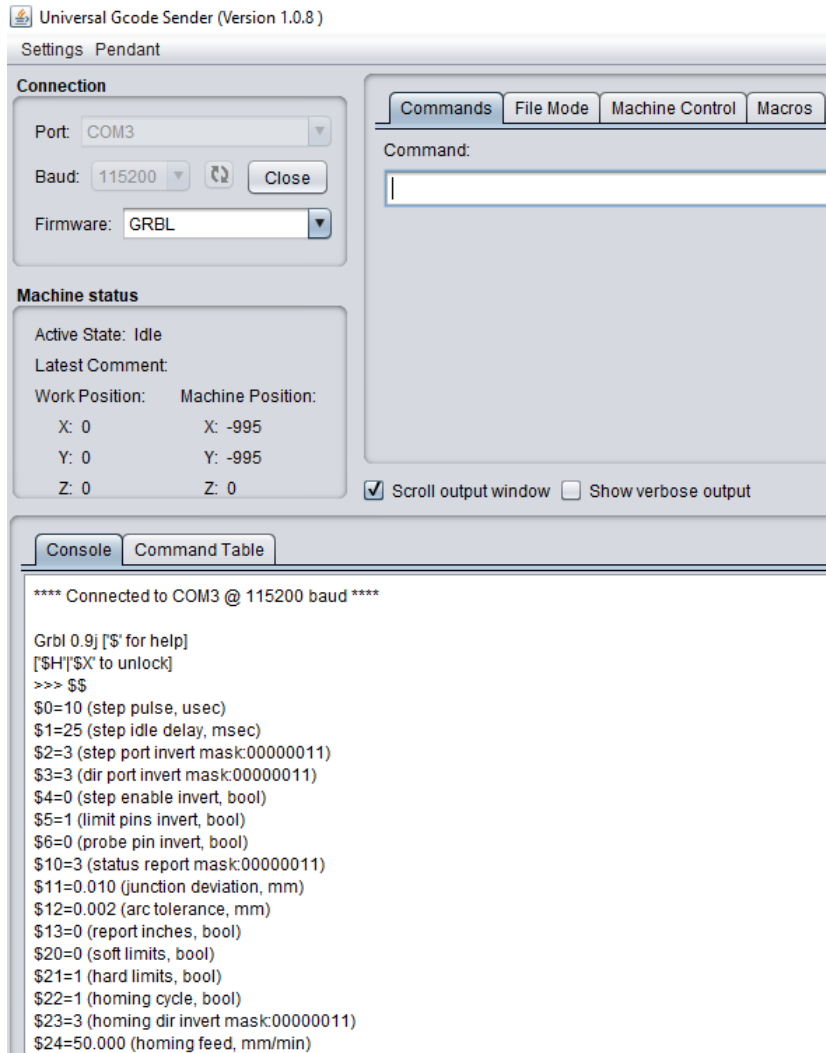 Universal Gcode Sender (Version 1.0.8 )
Settings Pendant
Connection
Port: COM3
Baud: 115200 Close
Firmware: GRBL
Commands File Mode Machine Control Macros
Command:
Machine status
Active State: Idle
Latest Comment:
Work Position: Machine Position:
X: 0 X: -995
Y: 0 Y: -995
Z: 0 Z: 0
Scroll output window Show verbose output
Console Command Table
**** Connected to COM3 @ 115200 baud ****
Grbl 0.9j ['$' for help]
['$H'|'$X' to unlock]
>>> $$
$0=10 (step pulse, usec)
$1=25 (step idle delay, msec)
$2=3 (step port invert mask:00000011)
$3=3 (dir port invert mask:00000011)
$4=0 (step enable invert, bool)
$5=1 (limit pins invert, bool)
$6=0 (probe pin invert, bool)
$10=3 (status report mask:00000011)
$11=0.010 (junction deviation, mm)
$12=0.002 (arc tolerance, mm)
$13=0 (report inches, bool)
$20=0 (soft limits, bool)
$21=1 (hard limits, bool)
$22=1 (homing cycle, bool)
$23=3 (homing dir invert mask:00000011)
$24=50.000 (homing feed, mm/min)